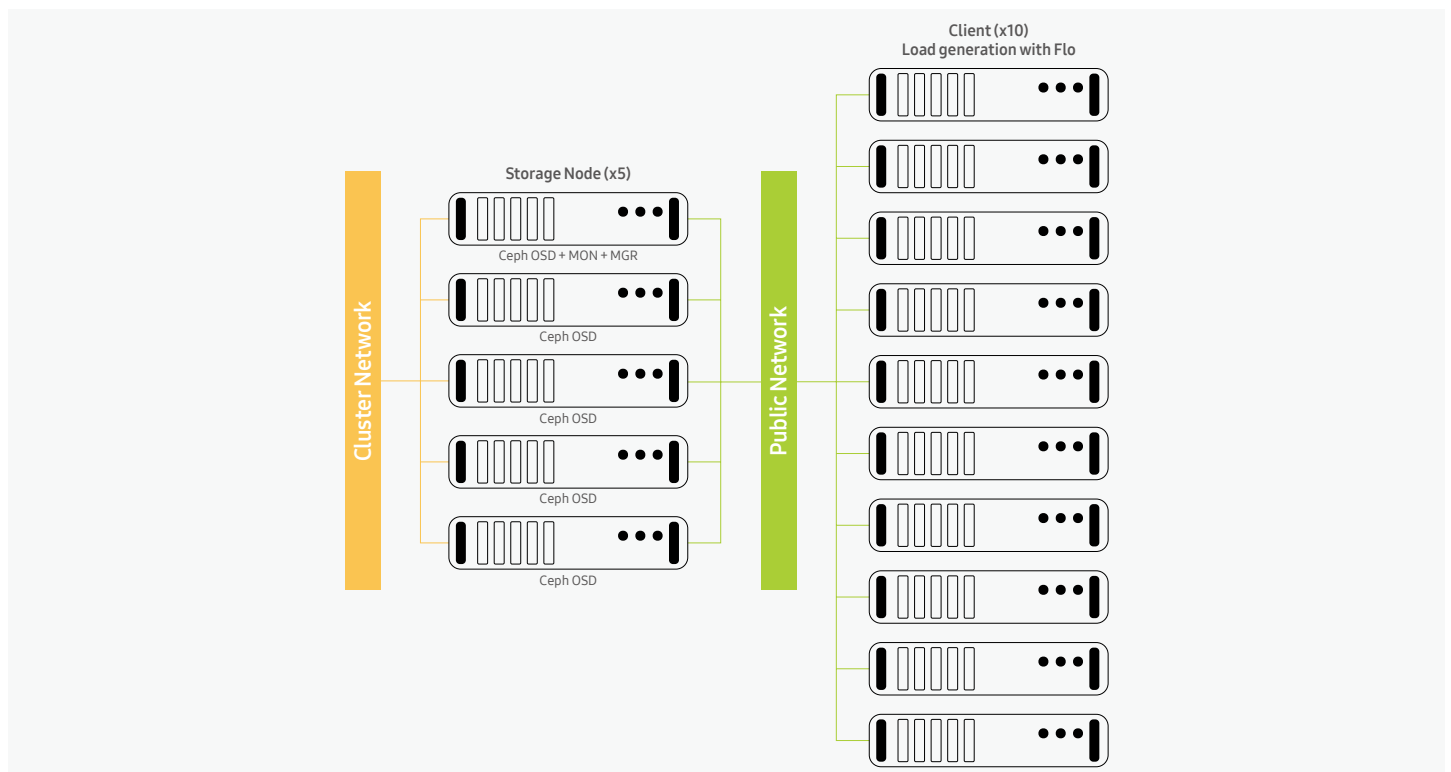 Client (x10)
Load generation with Flo
Storage Node (x5)
Ceph OSD + MON + MGR
Ceph OSD
Ceph OSD
Ceph OSD
Ceph OSD
Cluster Network
Public Network